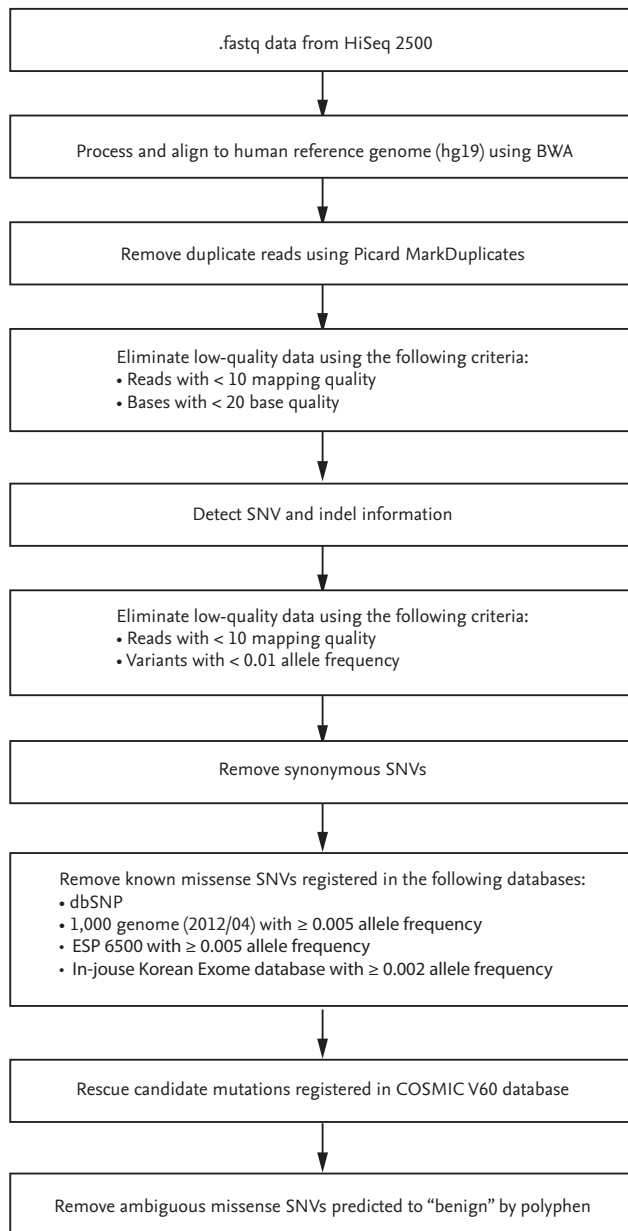 .fastq data from HiSeq 2500
Process and align to human reference genome (hg19) using BWA
Remove duplicate reads using Picard MarkDuplicates
Eliminate low-quality data using the following criteria:
• Reads with < 10 mapping quality
• Bases with < 20 base quality
Detect SNV and indel information
Eliminate low-quality data using the following criteria:
• Reads with < 10 mapping quality
• Variants with < 0.01 allele frequency
Remove synonymous SNVs
Remove known missense SNVs registered in the following databases:
• dbSNP
• 1,000 genome (2012/04) with ≥ 0.005 allele frequency
• ESP 6500 with ≥ 0.005 allele frequency
• In-jouse Korean Exome database with ≥ 0.002 allele frequency
Rescue candidate mutations registered in COSMIC V60 database
Remove ambiguous missense SNVs predicted to “benign” by polyphen